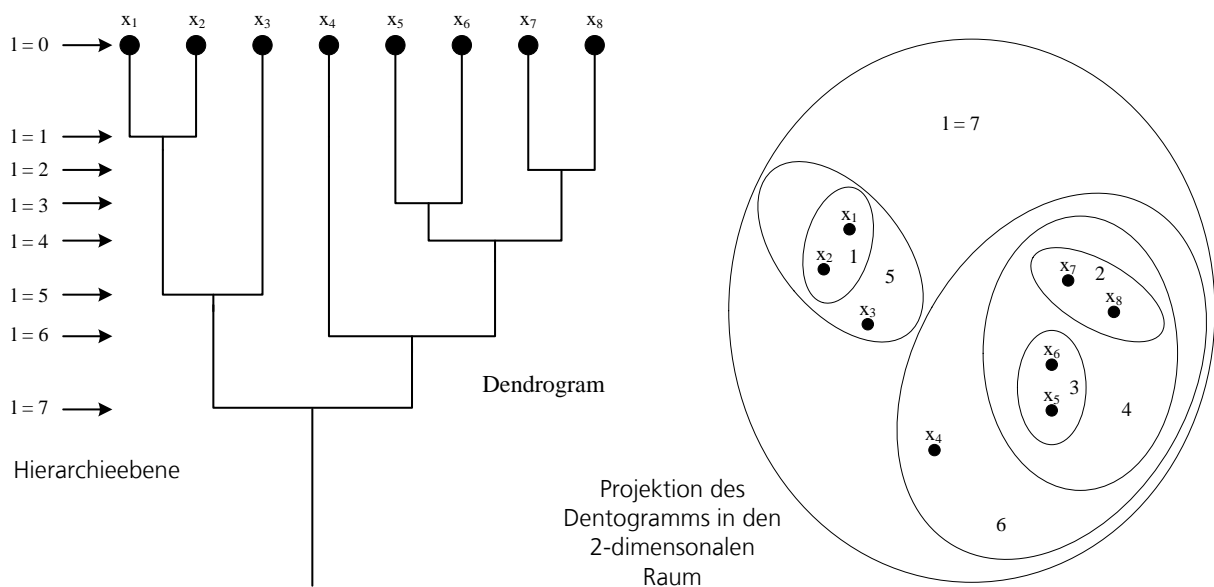 x₁ x₂ x₃ x₄ x₅ x₆ x₇ x₈
l = 0
l = 1
l = 2
l = 3
l = 4
l = 5
l = 6
l = 7
Hierarchieebene
Dendrogram
l = 7
x₁
x₂
1
5
x₃
x₇
2
x₈
x₆
3
x₅
4
x₄
6
Projektion des
Dentogramms in den
2-dimensonalen
Raum